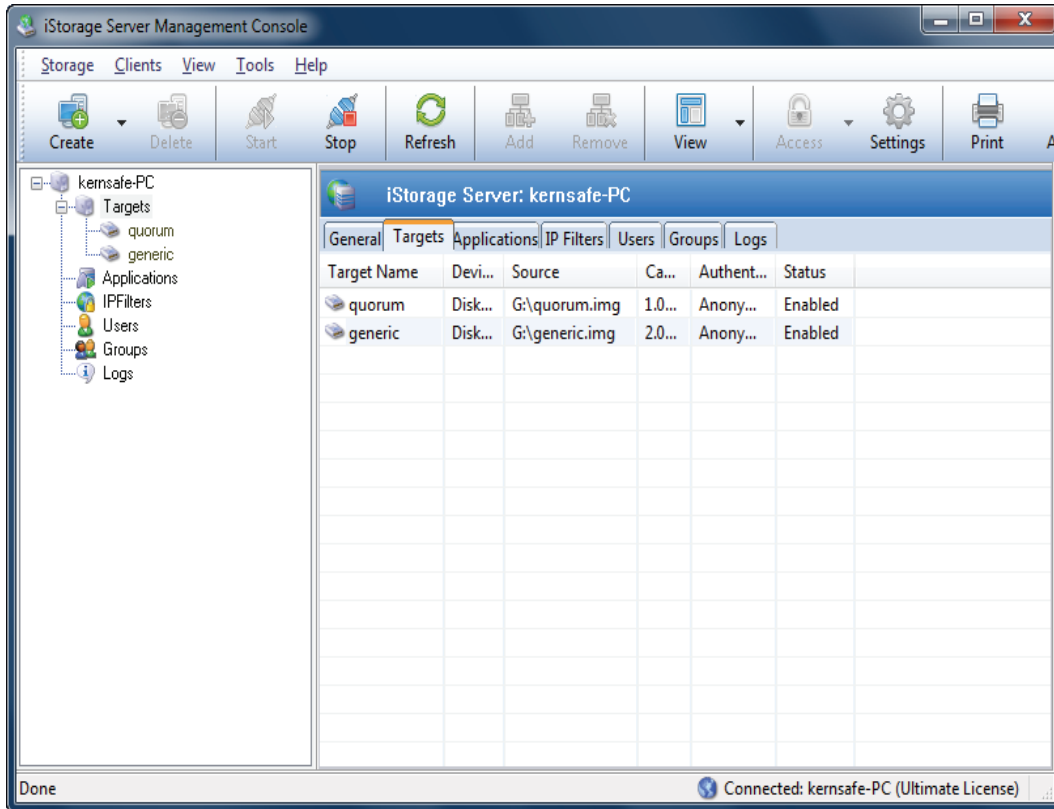 iStorage Server Management Console
Storage Clients View Tools Help
Create Delete Start Stop Refresh Add Remove View Access Settings Print A
kernsafe-PC
Targets
quorum
generic
Applications
IPFilters
Users
Groups
Logs
iStorage Server: kernsafe-PC
General Targets Applications IP Filters Users Groups Logs
Target Name Devi... Source Ca... Authent... Status
quorum Disk... G:\quorum.img 1.0... Anony... Enabled
generic Disk... G:\generic.img 2.0... Anony... Enabled
Done Connected: kernsafe-PC (Ultimate License)